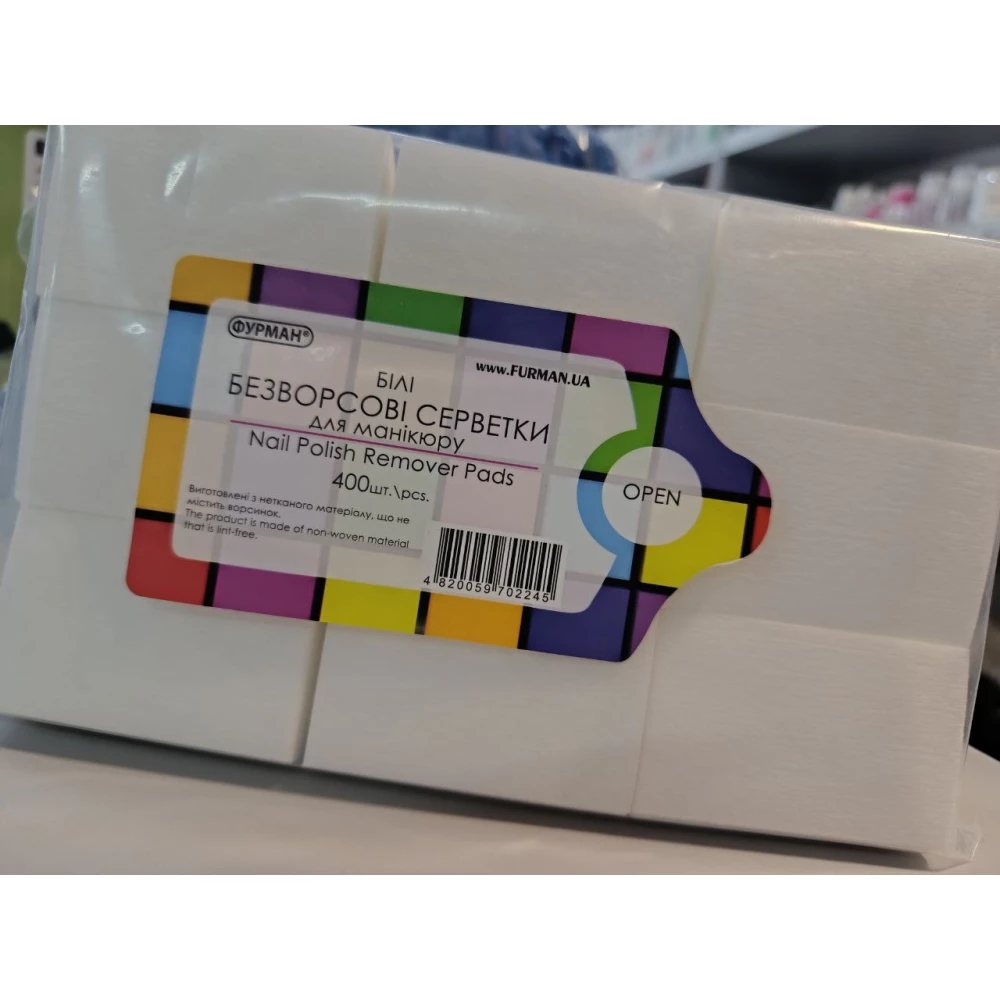 ФУРМАН®
www.FURMAN.UA
БІЛІ
БЕЗВОРСОВІ СЕРВЕТКИ
для манікюру
Nail Polish Remover Pads
400шт.\pcs.
Виготовлені з нетканого матеріалу, що не
містить ворсинок.
The product is made of non-woven material
that is lint-free.
OPEN
4 820059 702245